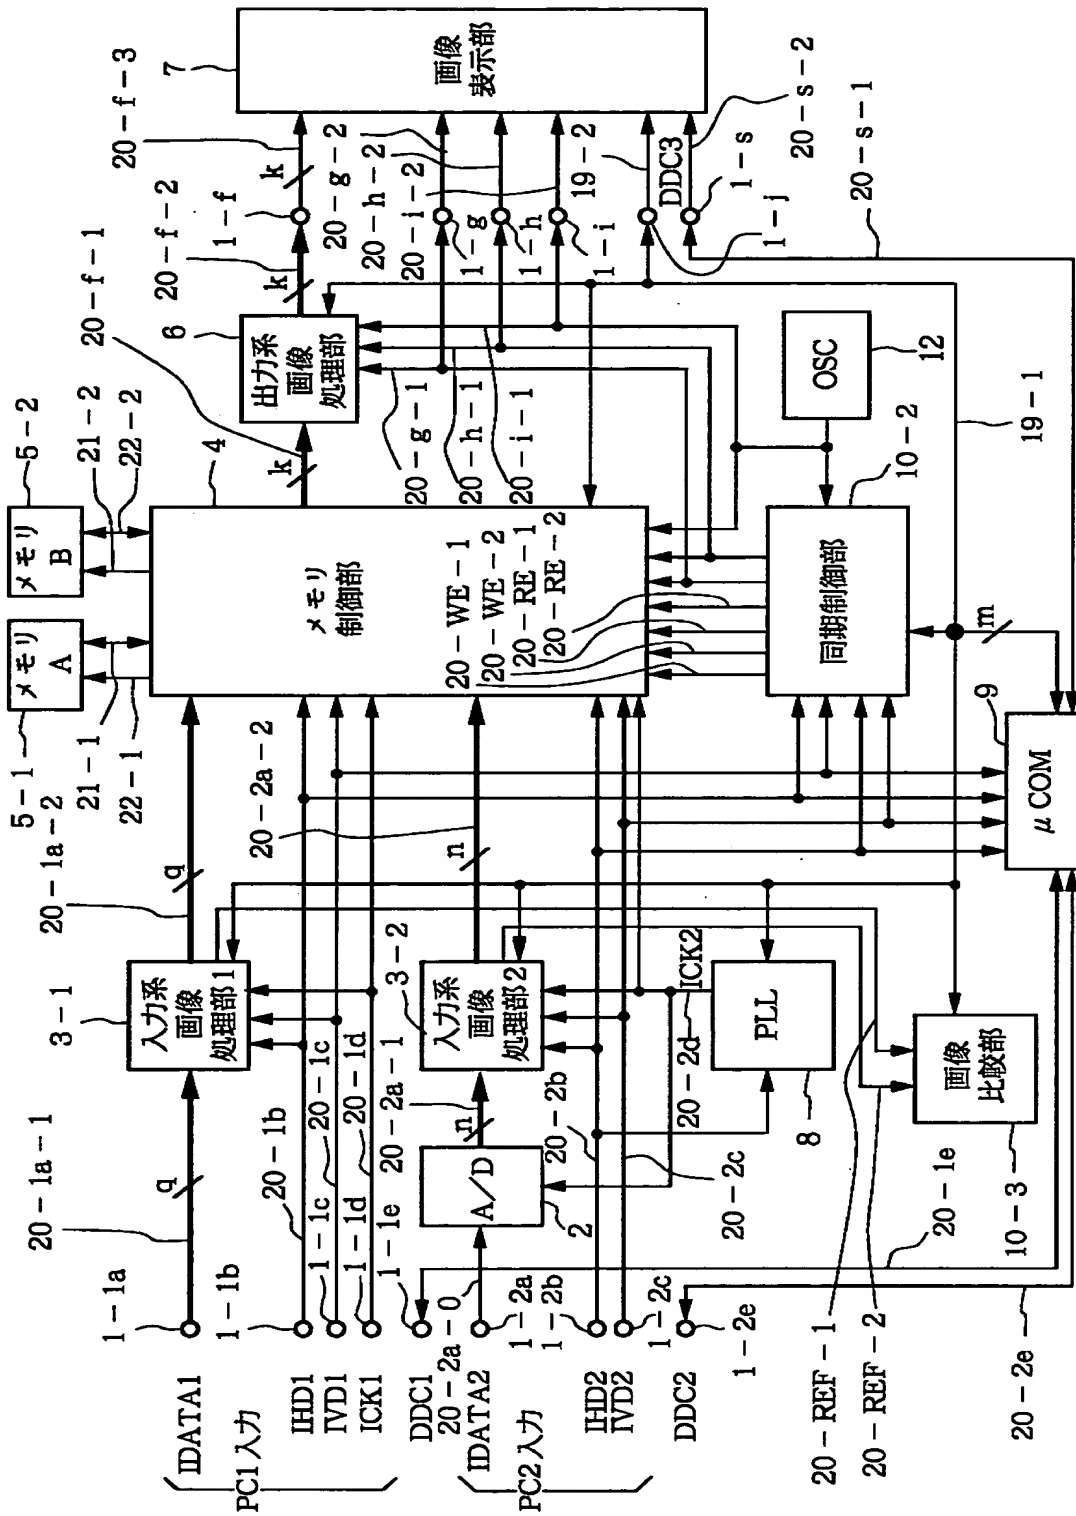 PC1入力
IDATA1
IHD1
IVD1
ICK1
DDC1
PC2入力
IDATA2
IHD2
IVD2
DDC2
1-1a
1-1b
1-1c
1-1d
1-1e
1-2a
1-2b
1-2c
1-2e
20-1a-1
q
20-1b
20-1c
20-1d
20-2a-0
20-2a-1
n
A/D
2
20-2b
20-2c
3-1
入力系
画像
処理部1
3-2
入力系
画像
処理部2
ICK2
20-2d
PLL
8
画像
比較部
10-3
20-REF-1
20-REF-2
20-1e
20-2e
20-1a-2
q
20-2a-2
n
5-1
メモリ
A
21-1
22-1
5-2
メモリ
B
21-2
22-2
4
メモリ
制御部
20-WE-1
20-WE-2
20-RE-1
20-RE-2
μCOM
9
m
同期制御部
10-2
OSC
12
19-1
20-f-1
k
6
出力系
画像
処理部
20-g-1
20-h-1
20-i-1
20-f-2
k
1-f
20-f-3
k
20-g-2
20-h-2
20-i-2
1-g
1-h
1-i
19-2
DDC3
1-j
1-s
20-s-2
20-s-1
7
画像
表示部